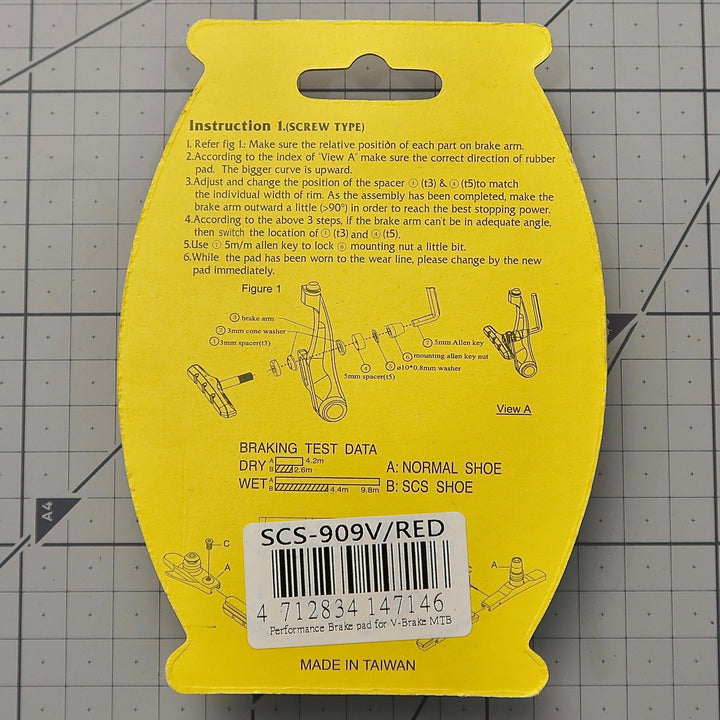 Instruction 1.(SCREW TYPE)
1. Refer fig 1.: Make sure the relative position of each part on brake arm.
2.According to the index of "View A" make sure the correct direction of rubber
pad. The bigger curve is upward.
3.Adjust and change the position of the spacer ① (t3) & ④ (t5)to match
the individual width of rim. As the assembly has been completed, make the
brake arm outward a little (>90°) in order to reach the best stopping power.
4.According to the above 3 steps, if the brake arm can't be in adequate angle,
then switch the location of ① (t3) and ④ (t5).
5.Use ⑦ 5m/m allen key to lock ⑥ mounting nut a little bit.
6.While the pad has been worn to the wear line, please change by the new
pad immediately.
Figure 1
③ brake arm
② 3mm cone washer
① 3mm spacer(t3)
⑦ 5mm Allen key
⑥ mounting allen key nut
⑤ ø10*0.8mm washer
④
5mm spacer(t5)
View A
BRAKING TEST DATA
DRY A 4.2m
B 2.6m
WET A
B 4.4m 9.8m
A: NORMAL SHOE
B: SCS SHOE
C
A
A
SCS-909V/RED
4 712834 147146
Performance Brake pad for V-Brake MTB
MADE IN TAIWAN
A4